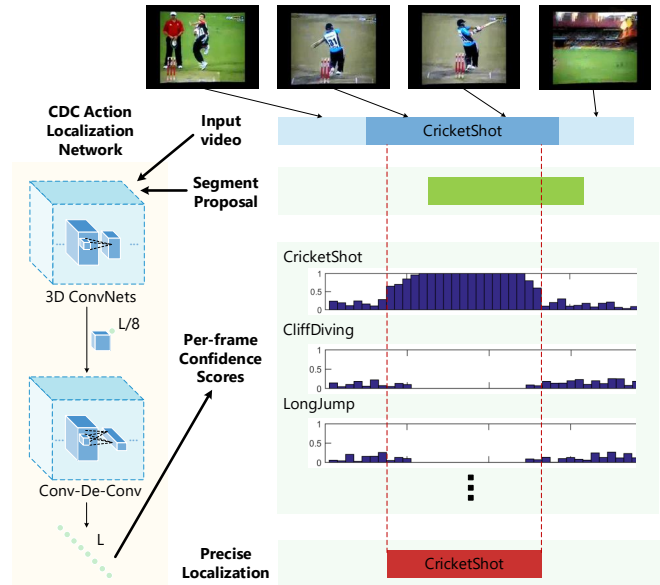 CDC Action
Localization
Network
Input
video
CricketShot
Segment
Proposal
3D ConvNets
L/8
Per-frame
Confidence
Scores
Conv-De-Conv
L
CricketShot
1
0.5
0
CliffDiving
1
0.5
0
LongJump
1
0.5
0
Precise
Localization
CricketShot